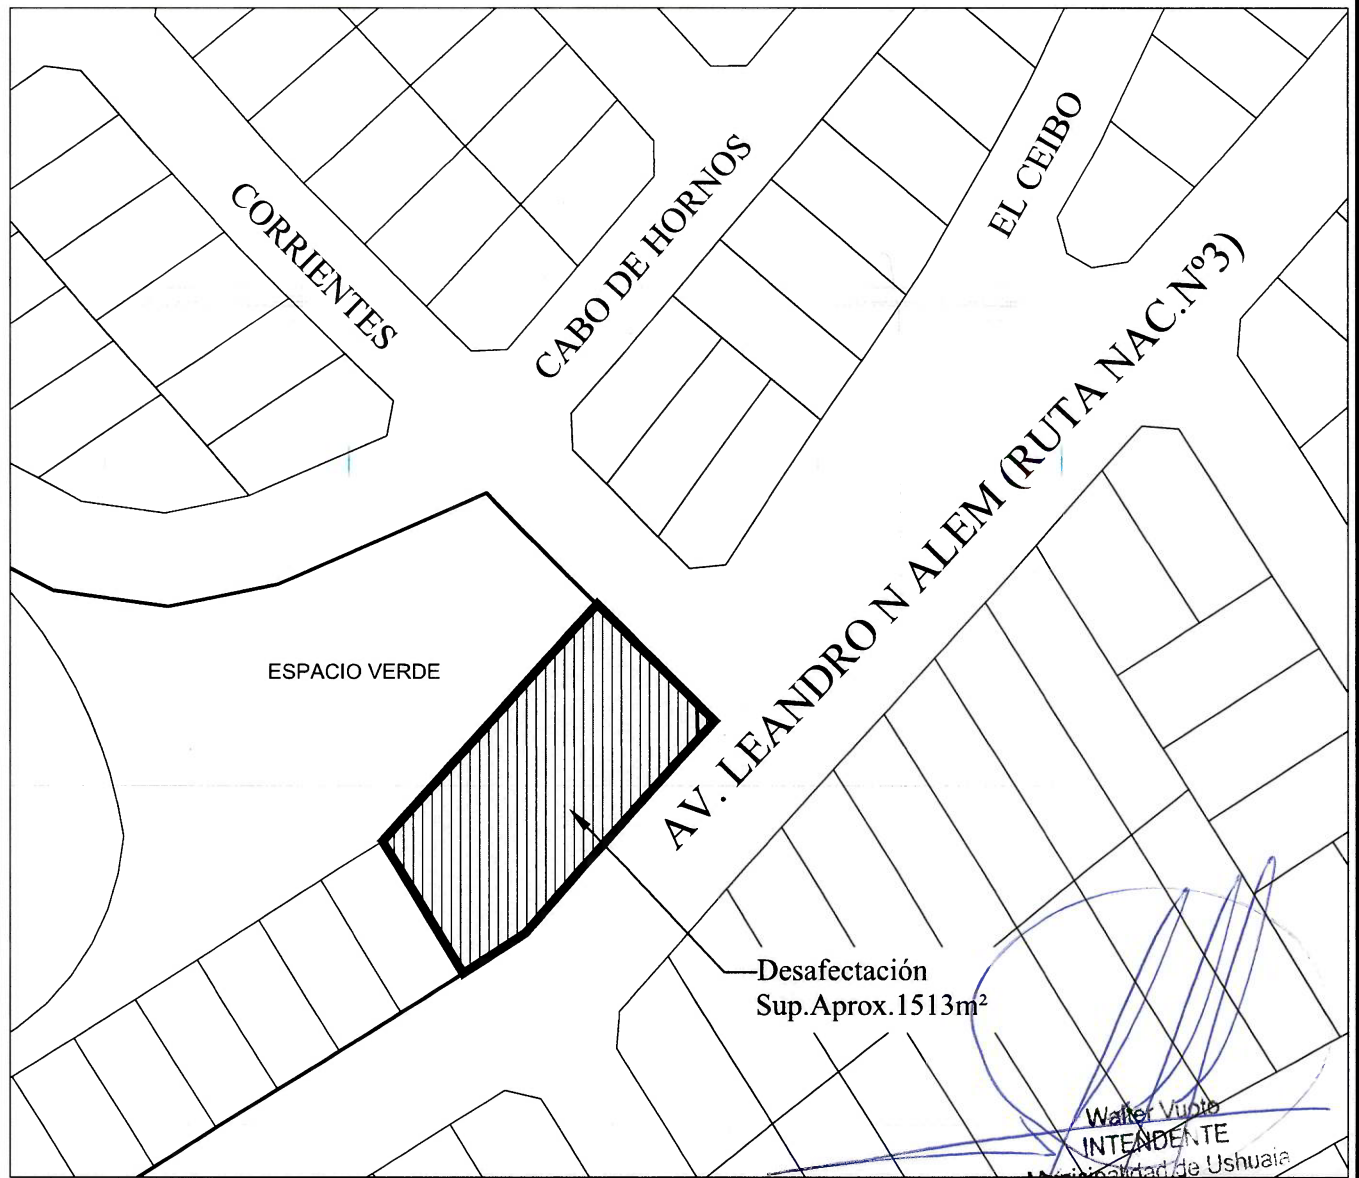 CORRIENTES
CABO DE HORNOS
EL CEIBO
AV. LEANDRO N ALEM (RUTA NAC.Nº3)
ESPACIO VERDE
Desafectación
Sup.Aprox.1513m²
Walter Vuoto
INTENDENTE
Municipalidad de Ushuaia